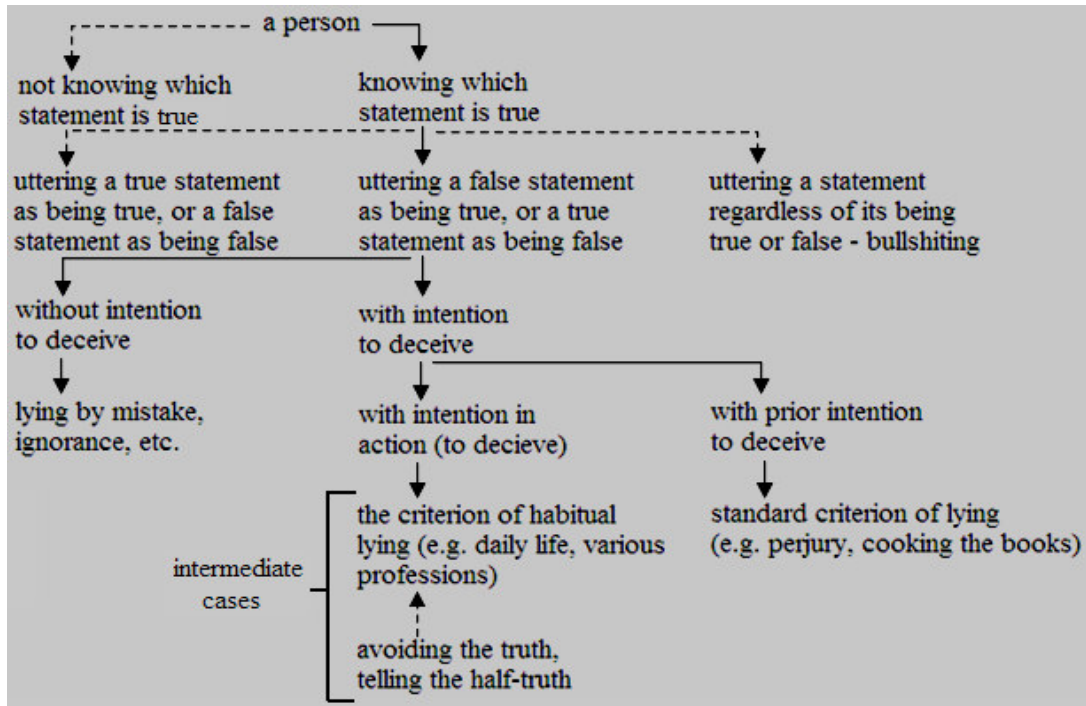 a person
not knowing which
statement is true
knowing which
statement is true
uttering a true statement
as being true, or a false
statement as being false
uttering a false statement
as being true, or a true
statement as being false
uttering a statement
regardless of its being
true or false - bullshiting
without intention
to deceive
with intention
to deceive
lying by mistake,
ignorance, etc.
with intention in
action (to decieve)
with prior intention
to deceive
intermediate
cases
the criterion of habitual
lying (e.g. daily life, various
professions)
standard criterion of lying
(e.g. perjury, cooking the books)
avoiding the truth,
telling the half-truth